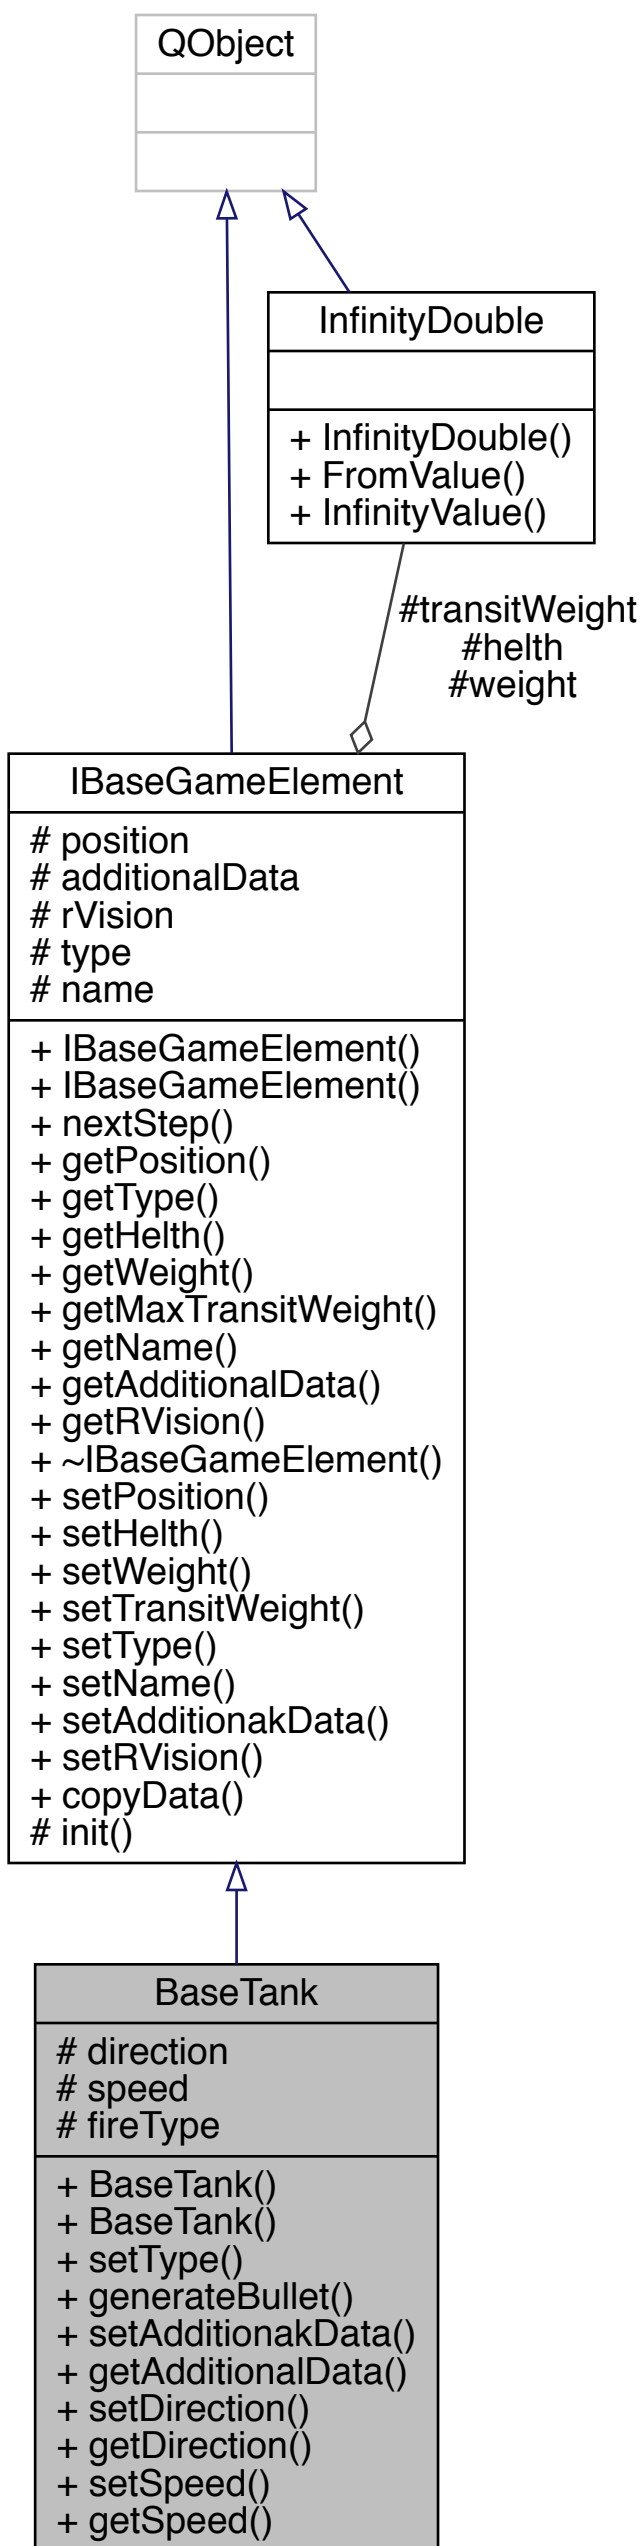 QObject
InfinityDouble
+ InfinityDouble()
+ FromValue()
+ InfinityValue()
#transitWeight
#helth
#weight
IBaseGameElement
# position
# additionalData
# rVision
# type
# name
+ IBaseGameElement()
+ IBaseGameElement()
+ nextStep()
+ getPosition()
+ getType()
+ getHelth()
+ getWeight()
+ getMaxTransitWeight()
+ getName()
+ getAdditionalData()
+ getRVision()
+ ~IBaseGameElement()
+ setPosition()
+ setHelth()
+ setWeight()
+ setTransitWeight()
+ setType()
+ setName()
+ setAdditionakData()
+ setRVision()
+ copyData()
# init()
BaseTank
# direction
# speed
# fireType
+ BaseTank()
+ BaseTank()
+ setType()
+ generateBullet()
+ setAdditionakData()
+ getAdditionalData()
+ setDirection()
+ getDirection()
+ setSpeed()
+ getSpeed()